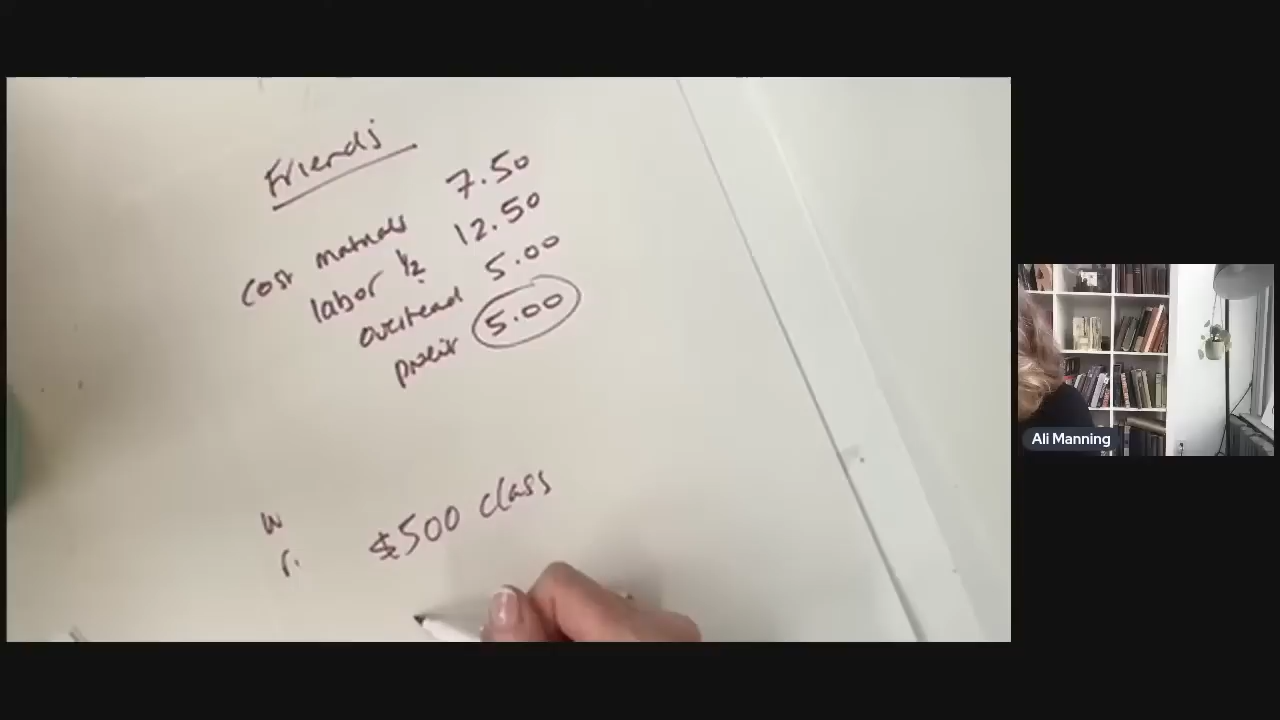 Friends
cost materials 7.50
labor 1/2 12.50
overhead 5.00
profit 5.00
$500 class
Ali Manning